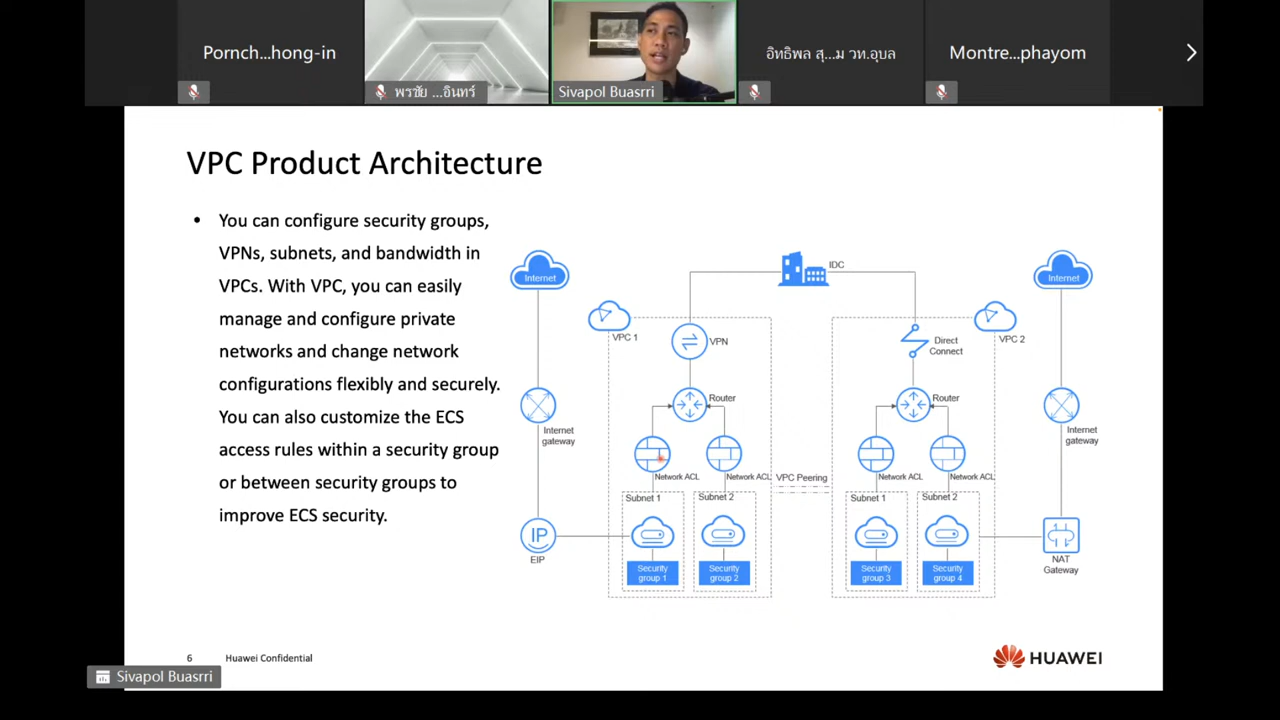 Pornch...hong-in
พรชัย ...อินทร์
Sivapol Buasrri
อิทธิพล สุ...ม วท.อุบล
Montre...phayom
VPC Product Architecture
• You can configure security groups,
VPNs, subnets, and bandwidth in
VPCs. With VPC, you can easily
manage and configure private
networks and change network
configurations flexibly and securely.
You can also customize the ECS
access rules within a security group
or between security groups to
improve ECS security.
IDC
Internet
Internet
VPC 1
VPN
Direct
Connect
VPC 2
Router
Router
Internet
gateway
Internet
gateway
Network ACL
Network ACL
VPC Peering
Network ACL
Network ACL
Subnet 1
Subnet 2
Subnet 1
Subnet 2
IP
EIP
NAT
Gateway
Security
group 1
Security
group 2
Security
group 3
Security
group 4
6
Huawei Confidential
HUAWEI
Sivapol Buasrri